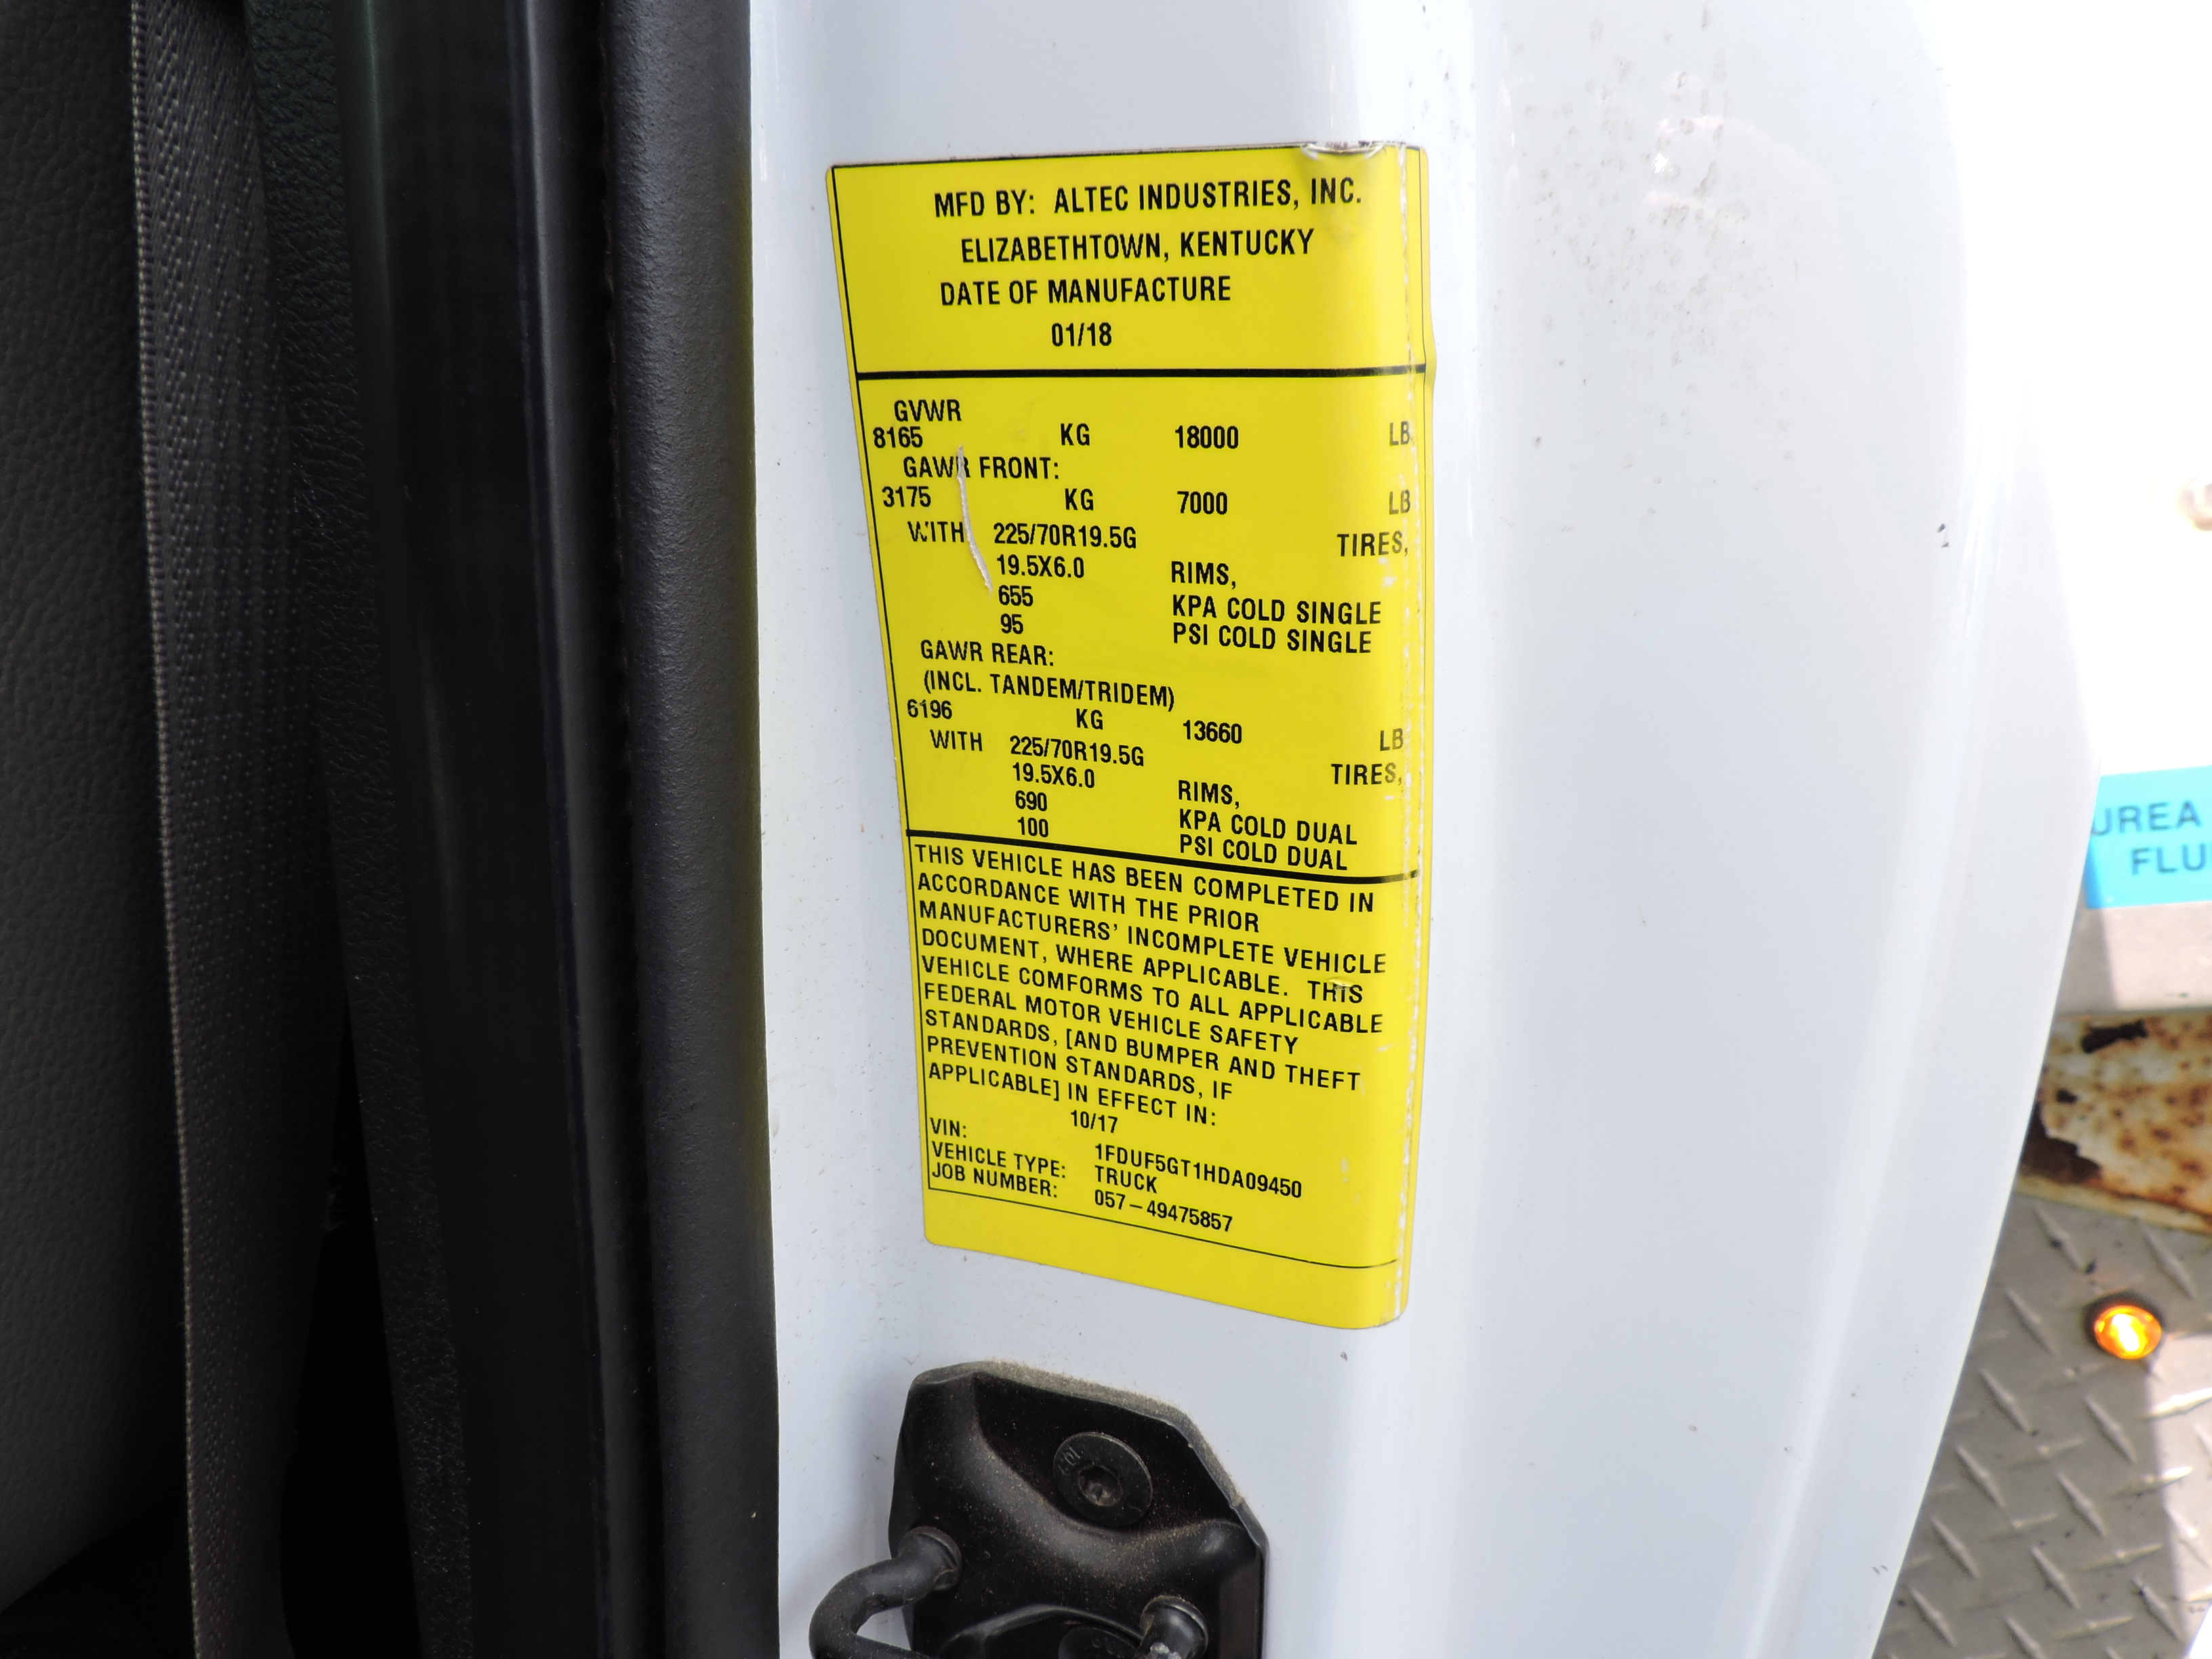 MFD BY: ALTEC INDUSTRIES, INC.
ELIZABETHTOWN, KENTUCKY
DATE OF MANUFACTURE
01/18
GVWR
8165 KG 18000 LB
GAWR FRONT:
3175 KG 7000 LB
WITH 225/70R19.5G TIRES,
19.5X6.0 RIMS,
655 KPA COLD SINGLE
95 PSI COLD SINGLE
GAWR REAR:
(INCL. TANDEM/TRIDEM)
6196 KG 13660 LB
WITH 225/70R19.5G TIRES,
19.5X6.0 RIMS,
690 KPA COLD DUAL
100 PSI COLD DUAL
THIS VEHICLE HAS BEEN COMPLETED IN
ACCORDANCE WITH THE PRIOR
MANUFACTURERS' INCOMPLETE VEHICLE
DOCUMENT, WHERE APPLICABLE. THIS
VEHICLE COMFORMS TO ALL APPLICABLE
FEDERAL MOTOR VEHICLE SAFETY
STANDARDS, [AND BUMPER AND THEFT
PREVENTION STANDARDS, IF
APPLICABLE] IN EFFECT IN:
10/17
VIN: 1FDUF5GT1HDA09450
VEHICLE TYPE: TRUCK
JOB NUMBER: 057-49475857
UREA
FLU